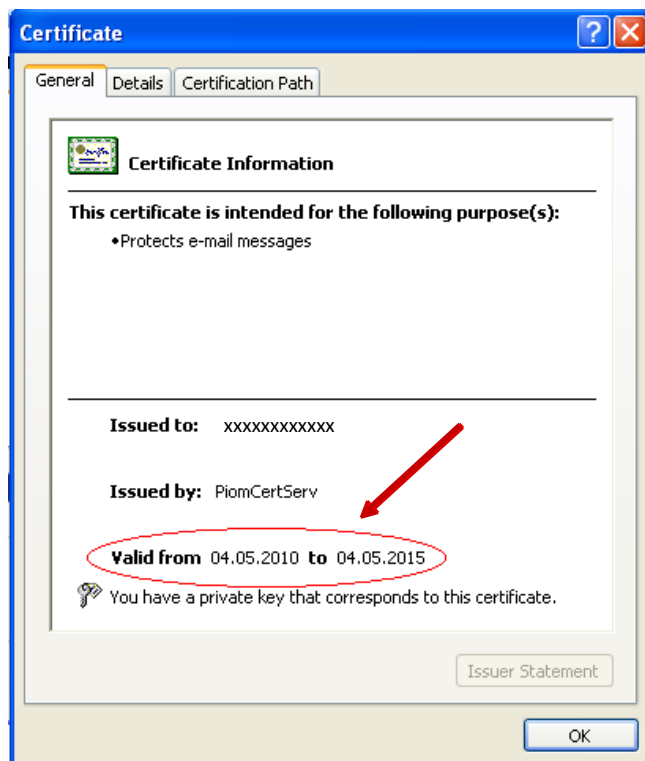 Certificate
General Details Certification Path
Certificate Information
This certificate is intended for the following purpose(s):
•Protects e-mail messages
Issued to: xxxxxxxxxxxx
Issued by: PiomCertServ
Valid from 04.05.2010 to 04.05.2015
You have a private key that corresponds to this certificate.
Issuer Statement
OK